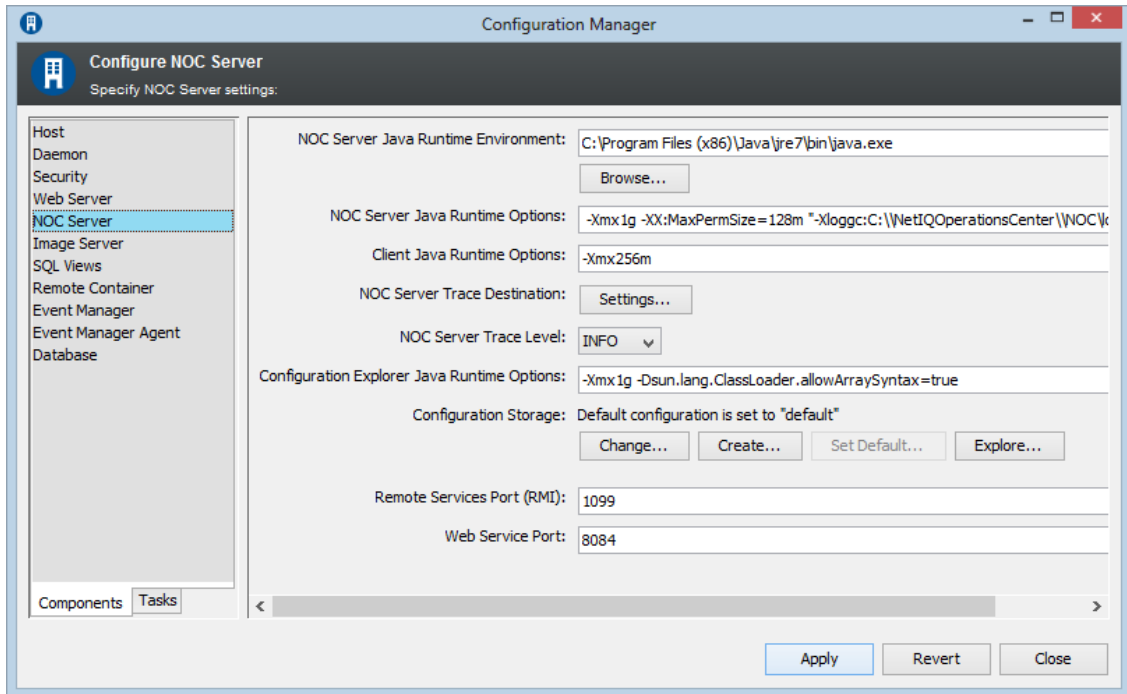 Configuration Manager
Configure NOC Server
Specify NOC Server settings:
Host
Daemon
Security
Web Server
NOC Server
Image Server
SQL Views
Remote Container
Event Manager
Event Manager Agent
Database
Components Tasks
NOC Server Java Runtime Environment: C:\Program Files (x86)\Java\jre7\bin\java.exe
Browse...
NOC Server Java Runtime Options: -Xmx1g -XX:MaxPermSize=128m "-Xloggc:C:\\NetIQOperationsCenter\\NOC\
Client Java Runtime Options: -Xmx256m
NOC Server Trace Destination: Settings...
NOC Server Trace Level: INFO
Configuration Explorer Java Runtime Options: -Xmx1g -Dsun.lang.ClassLoader.allowArraySyntax=true
Configuration Storage: Default configuration is set to "default"
Change... Create... Set Default... Explore...
Remote Services Port (RMI): 1099
Web Service Port: 8084
Apply Revert Close